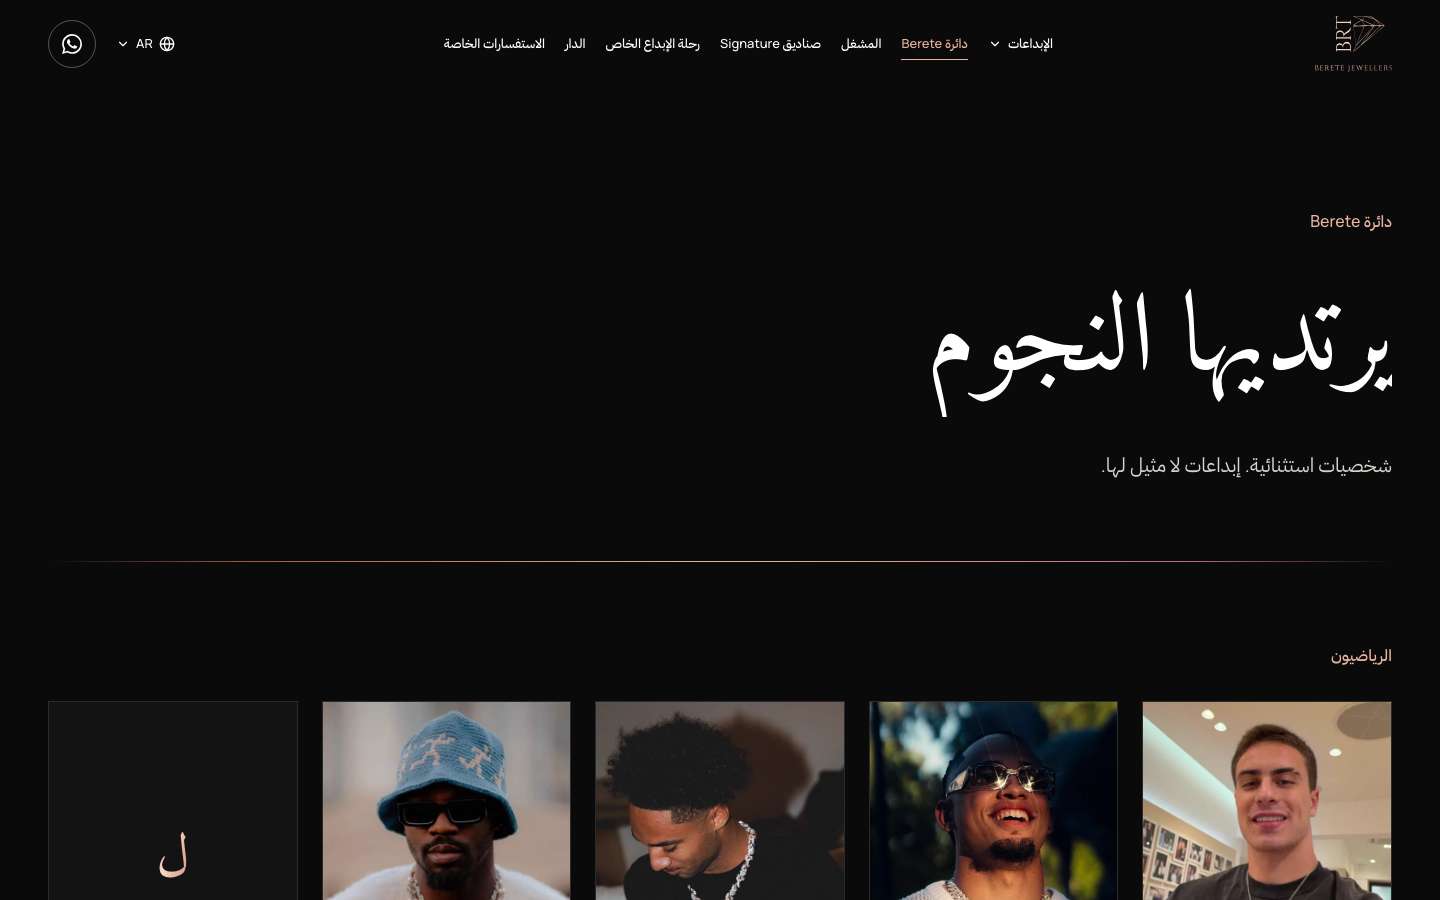 BRT
BERETE JEWELLERS
الإبداعات
دائرة Berete
المشغل
صناديق Signature
رحلة الإبداع الخاص
الدار
الاستفسارات الخاصة
AR
دائرة Berete
يرتديها النجوم
شخصيات استثنائية. إبداعات لا مثيل لها.
الرياضيون
ل